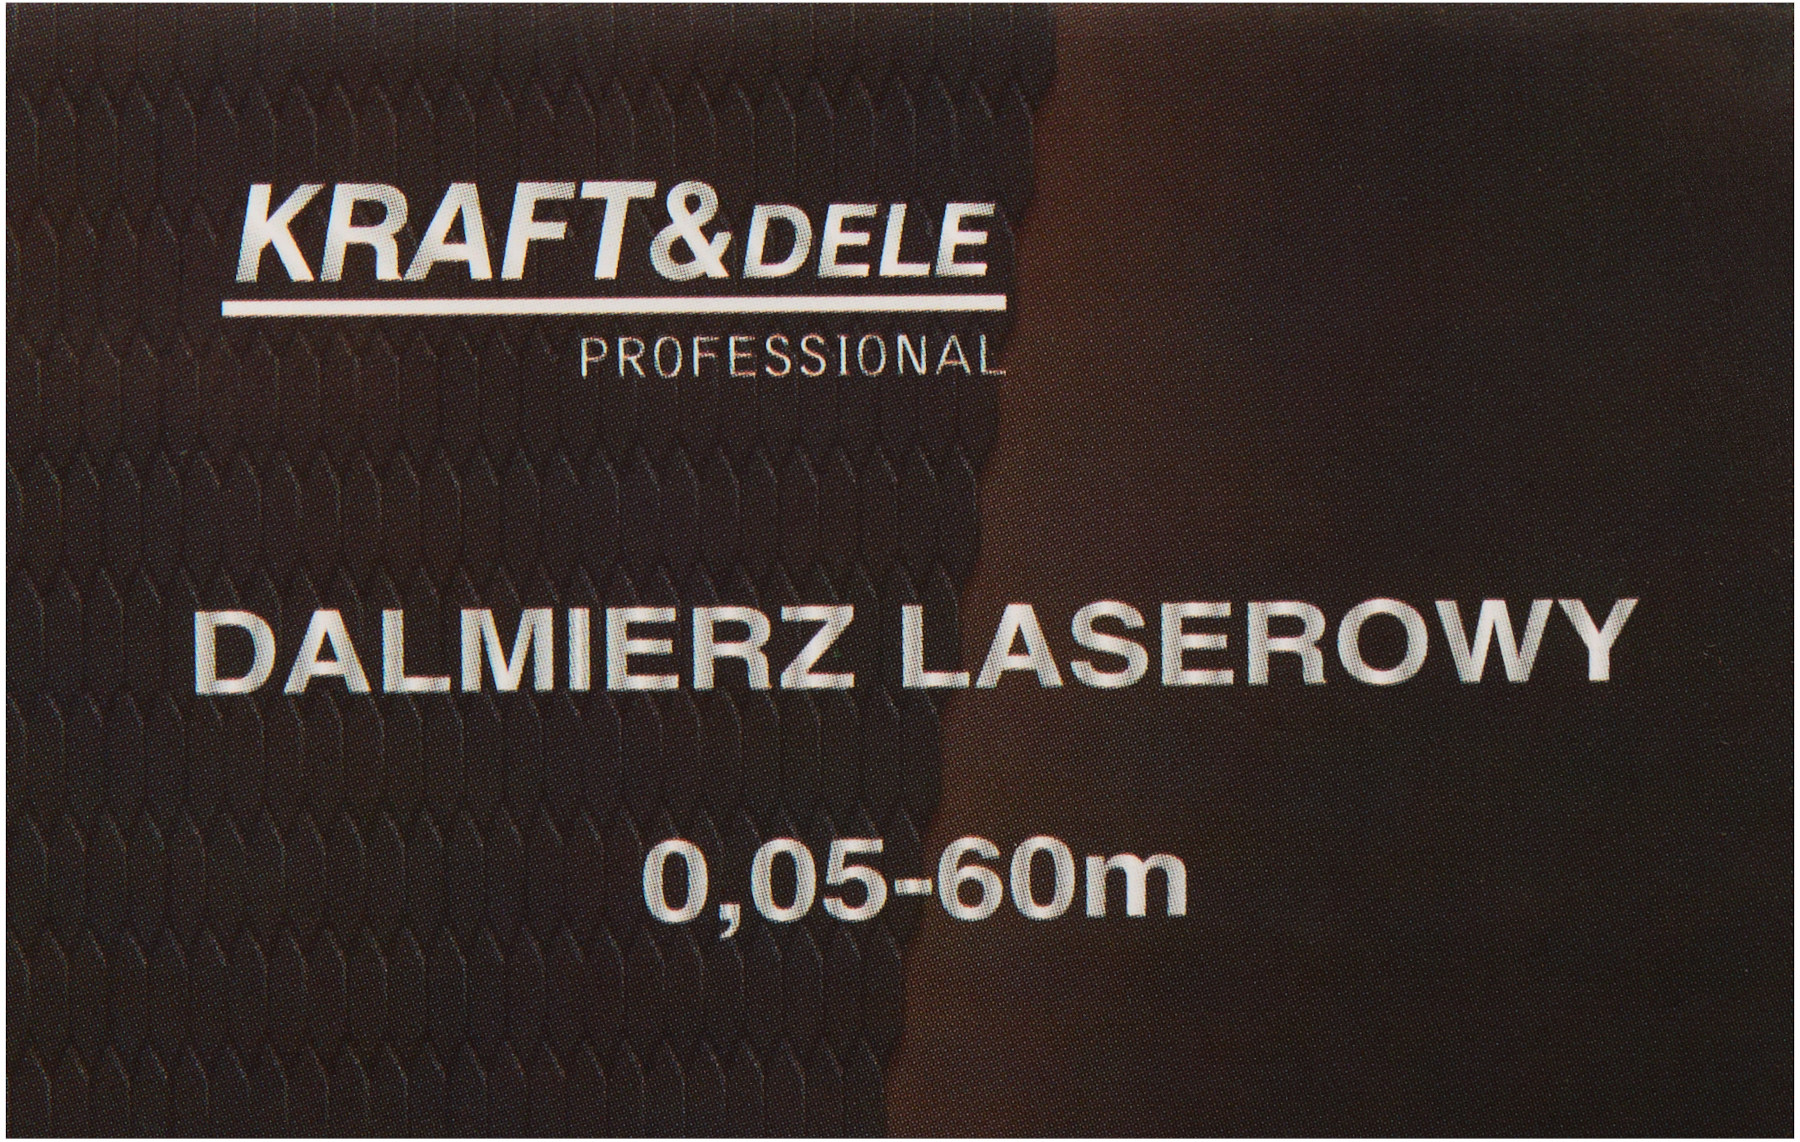 KRAFT&DELE
PROFESSIONAL
DALMIERZ LASEROWY
0,05-60m